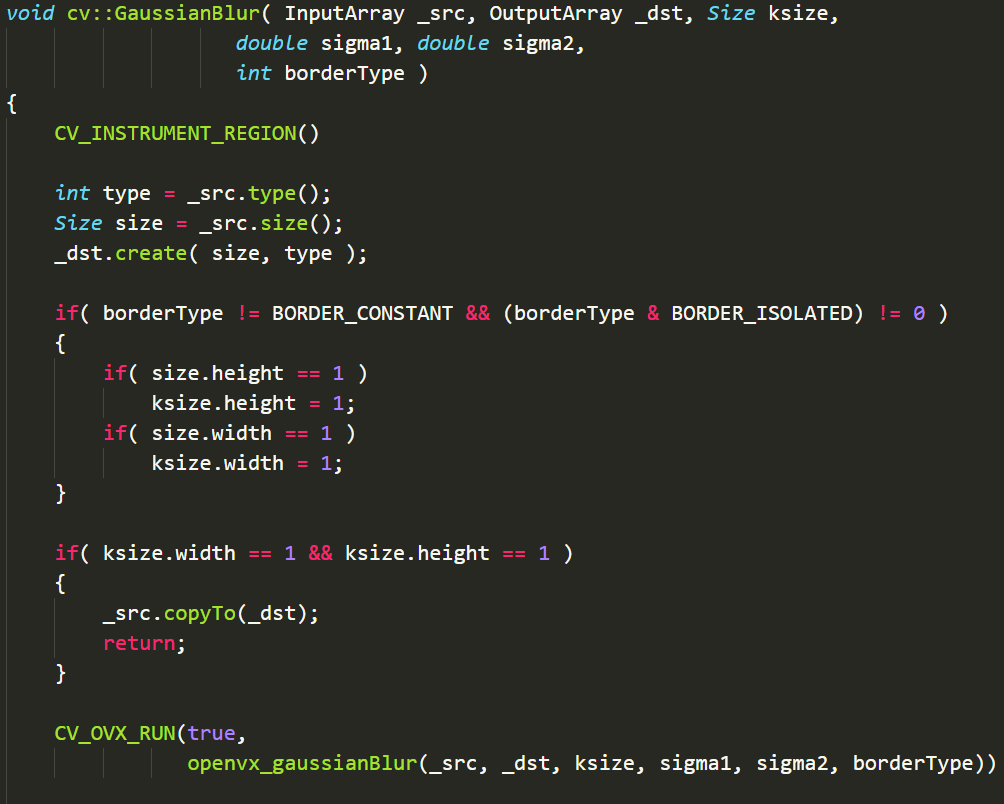 void cv::GaussianBlur( InputArray _src, OutputArray _dst, Size ksize,
                   double sigma1, double sigma2,
                   int borderType )
{
    CV_INSTRUMENT_REGION()

    int type = _src.type();
    Size size = _src.size();
    _dst.create( size, type );

    if( borderType != BORDER_CONSTANT && (borderType & BORDER_ISOLATED) != 0 )
    {
        if( size.height == 1 )
            ksize.height = 1;
        if( size.width == 1 )
            ksize.width = 1;
    }

    if( ksize.width == 1 && ksize.height == 1 )
    {
        _src.copyTo(_dst);
        return;
    }

    CV_OVX_RUN(true,
               openvx_gaussianBlur(_src, _dst, ksize, sigma1, sigma2, borderType))